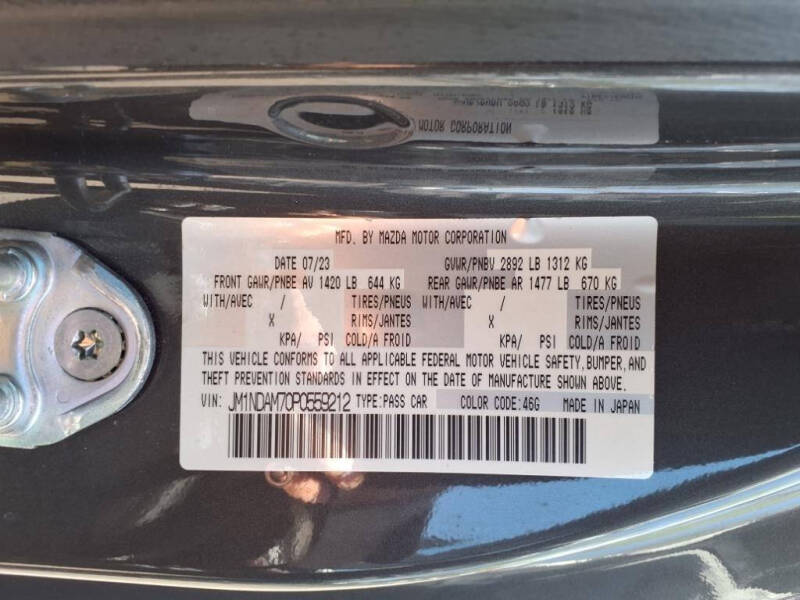 MOTOR CORPORATION
MFD. BY MAZDA MOTOR CORPORATION
DATE 07/23 GVWR/PNBV 2892 LB 1312 KG
FRONT GAWR/PNBE AV 1420 LB 644 KG REAR GAWR/PNBE AR 1477 LB 670 KG
WITH/AVEC / TIRES/PNEUS WITH/AVEC / TIRES/PNEUS
X RIMS/JANTES X RIMS/JANTES
KPA/ PSI COLD/A FROID KPA/ PSI COLD/A FROID
THIS VEHICLE CONFORMS TO ALL APPLICABLE FEDERAL MOTOR VEHICLE SAFETY, BUMPER, AND
THEFT PREVENTION STANDARDS IN EFFECT ON THE DATE OF MANUFACTURE SHOWN ABOVE.
VIN: JM1NDAM70P0559212 TYPE:PASS CAR COLOR CODE:46G MADE IN JAPAN